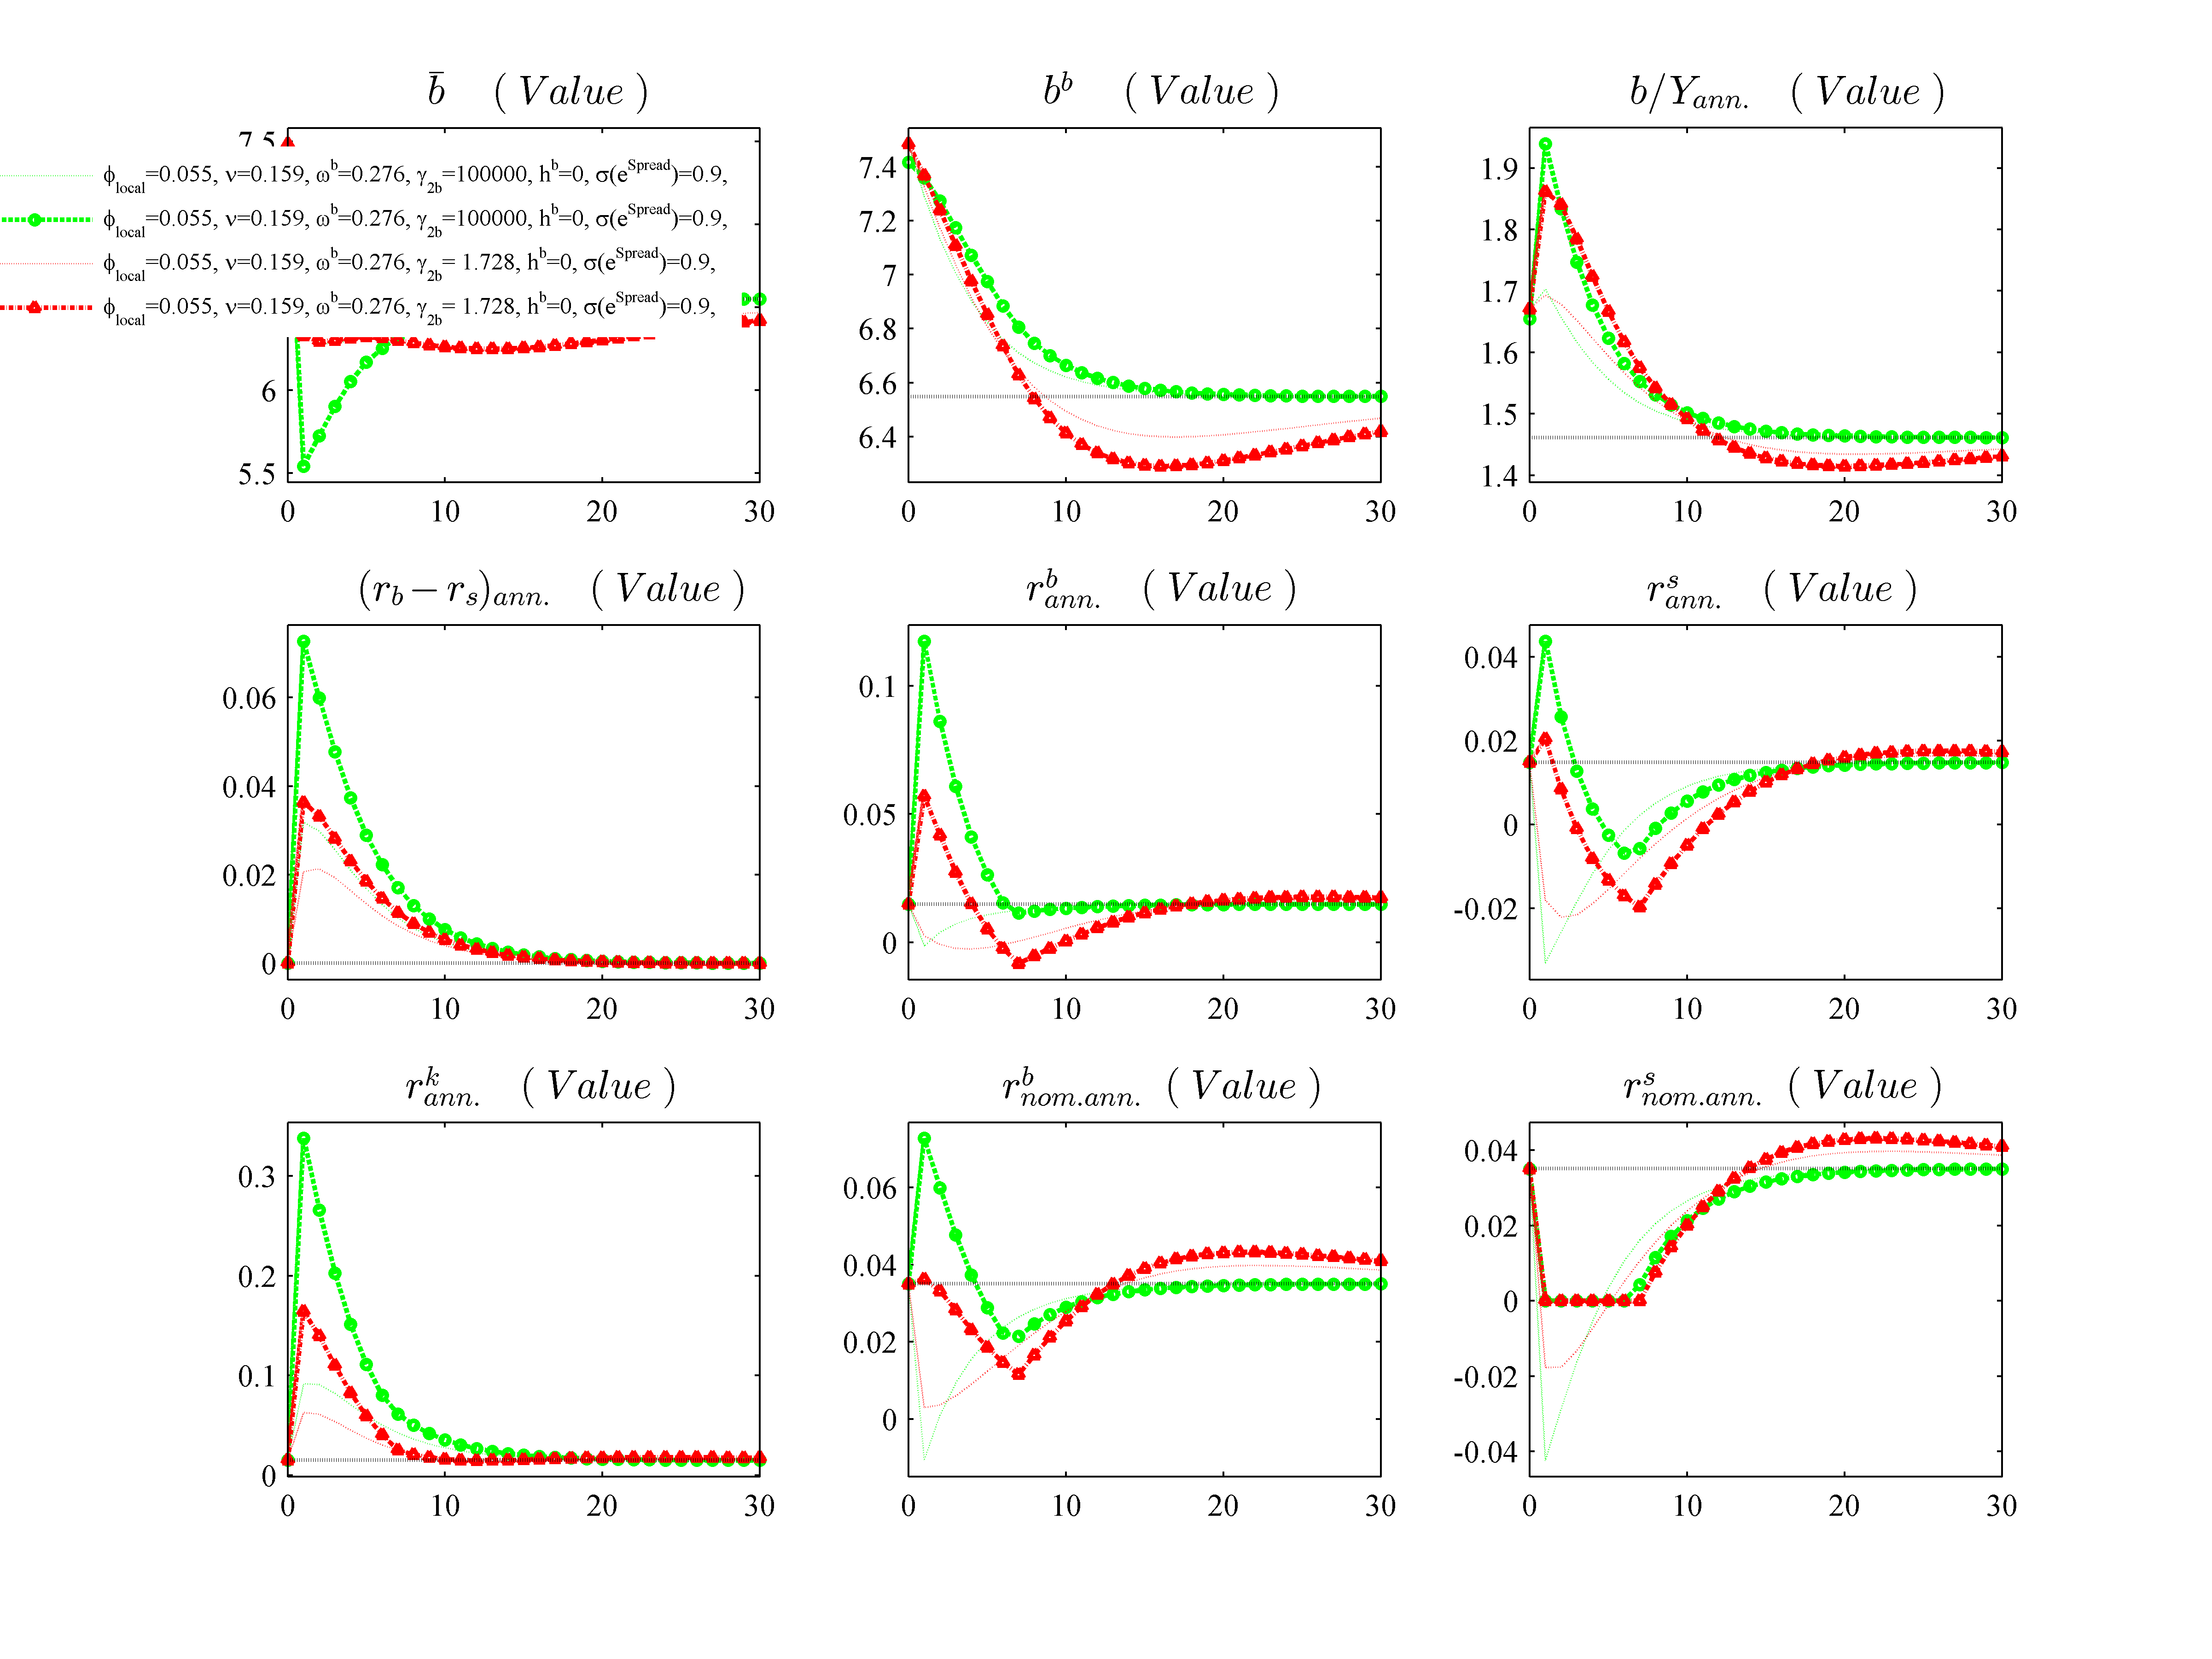 b̄ ( Value )
b^b ( Value )
b/Y_ann. ( Value )
7.5
6
5.5
0 10 20 30
ϕ_local=0.055, ν=0.159, ω^b=0.276, γ_2b=100000, h^b=0, σ(e^Spread)=0.9,
ϕ_local=0.055, ν=0.159, ω^b=0.276, γ_2b=100000, h^b=0, σ(e^Spread)=0.9,
ϕ_local=0.055, ν=0.159, ω^b=0.276, γ_2b= 1.728, h^b=0, σ(e^Spread)=0.9,
ϕ_local=0.055, ν=0.159, ω^b=0.276, γ_2b= 1.728, h^b=0, σ(e^Spread)=0.9,
7.4
7.2
7
6.8
6.6
6.4
0 10 20 30
1.9
1.8
1.7
1.6
1.5
1.4
0 10 20 30
(r_b − r_s)_ann. ( Value )
r^b_ann. ( Value )
r^s_ann. ( Value )
0.06
0.04
0.02
0
0 10 20 30
0.1
0.05
0
0 10 20 30
0.04
0.02
0
-0.02
0 10 20 30
r^k_ann. ( Value )
r^b_nom.ann. ( Value )
r^s_nom.ann. ( Value )
0.3
0.2
0.1
0
0 10 20 30
0.06
0.04
0.02
0
0 10 20 30
0.04
0.02
0
-0.02
-0.04
0 10 20 30